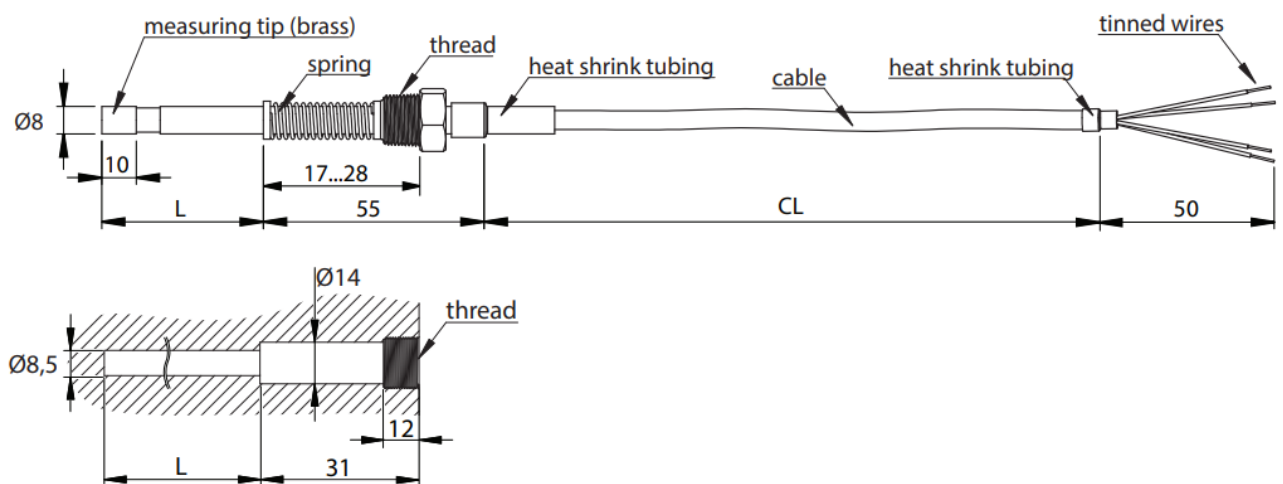 measuring tip (brass)
tinned wires
thread
spring
heat shrink tubing
heat shrink tubing
cable
Ø8
10
17...28
L
55
CL
50
Ø14
thread
Ø8,5
12
L
31